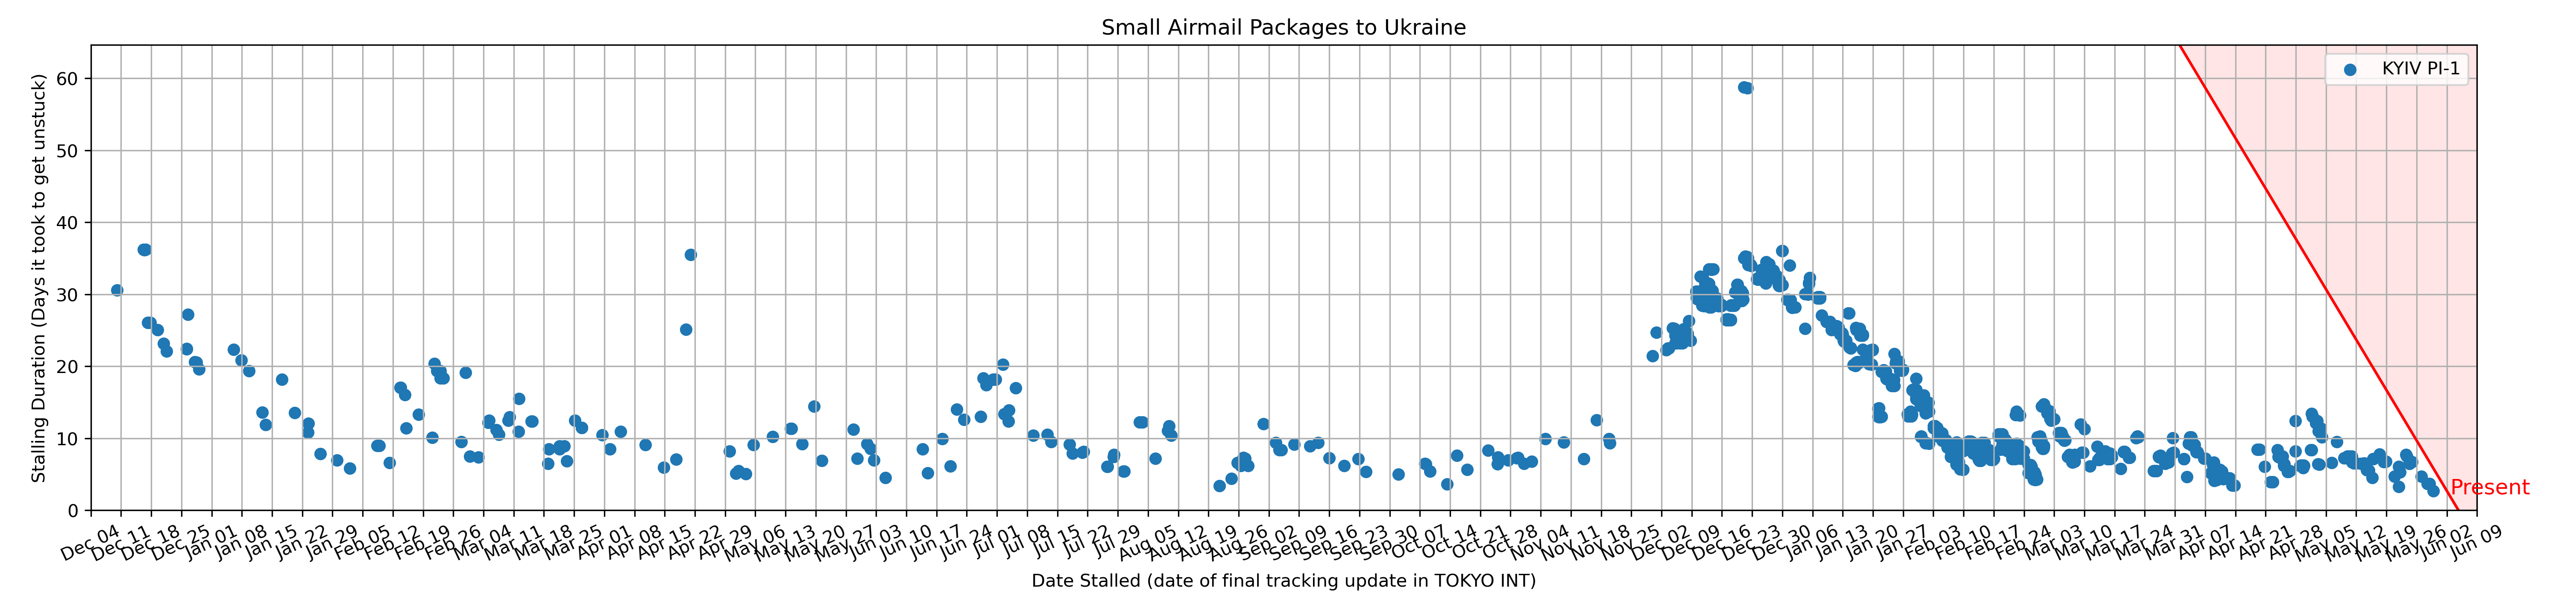 Small Airmail Packages to Ukraine
KYIV PI-1
Stalling Duration (Days it took to get unstuck)
60
50
40
30
20
10
0
Present
Dec 04
Dec 11
Dec 18
Dec 25
Jan 01
Jan 08
Jan 15
Jan 22
Jan 29
Feb 05
Feb 12
Feb 19
Feb 26
Mar 04
Mar 11
Mar 18
Mar 25
Apr 01
Apr 08
Apr 15
Apr 22
Apr 29
May 06
May 13
May 20
May 27
Jun 03
Jun 10
Jun 17
Jun 24
Jul 01
Jul 08
Jul 15
Jul 22
Jul 29
Aug 05
Aug 12
Aug 19
Aug 26
Sep 02
Sep 09
Sep 16
Sep 23
Sep 30
Oct 07
Oct 14
Oct 21
Oct 28
Nov 04
Nov 11
Nov 18
Nov 25
Dec 02
Dec 09
Dec 16
Dec 23
Dec 30
Jan 06
Jan 13
Jan 20
Jan 27
Feb 03
Feb 10
Feb 17
Feb 24
Mar 03
Mar 10
Mar 17
Mar 24
Mar 31
Apr 07
Apr 14
Apr 21
Apr 28
May 05
May 12
May 19
May 26
Jun 02
Jun 09
Date Stalled (date of final tracking update in TOKYO INT)